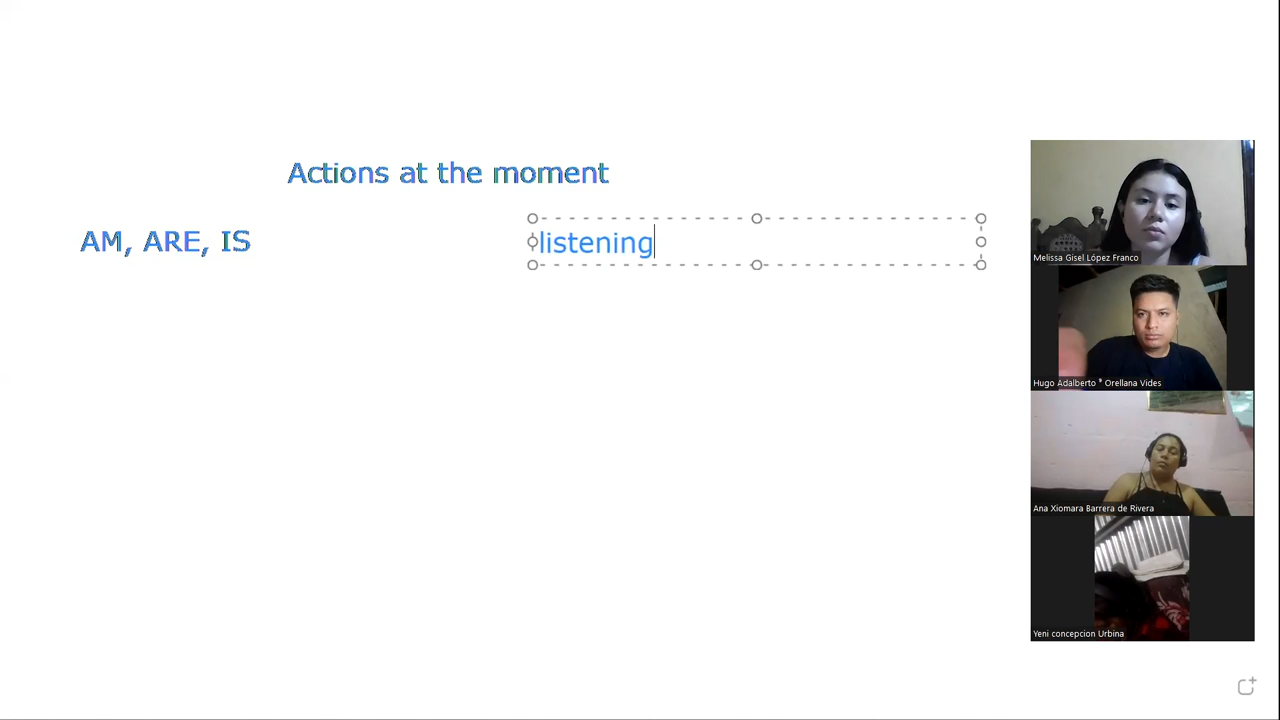 Actions at the moment
AM, ARE, IS
listening
Melissa Gisel López Franco
Hugo Adalberto ª Orellana Vides
Ana Xiomara Barrera de Rivera
Yeni concepcion Urbina